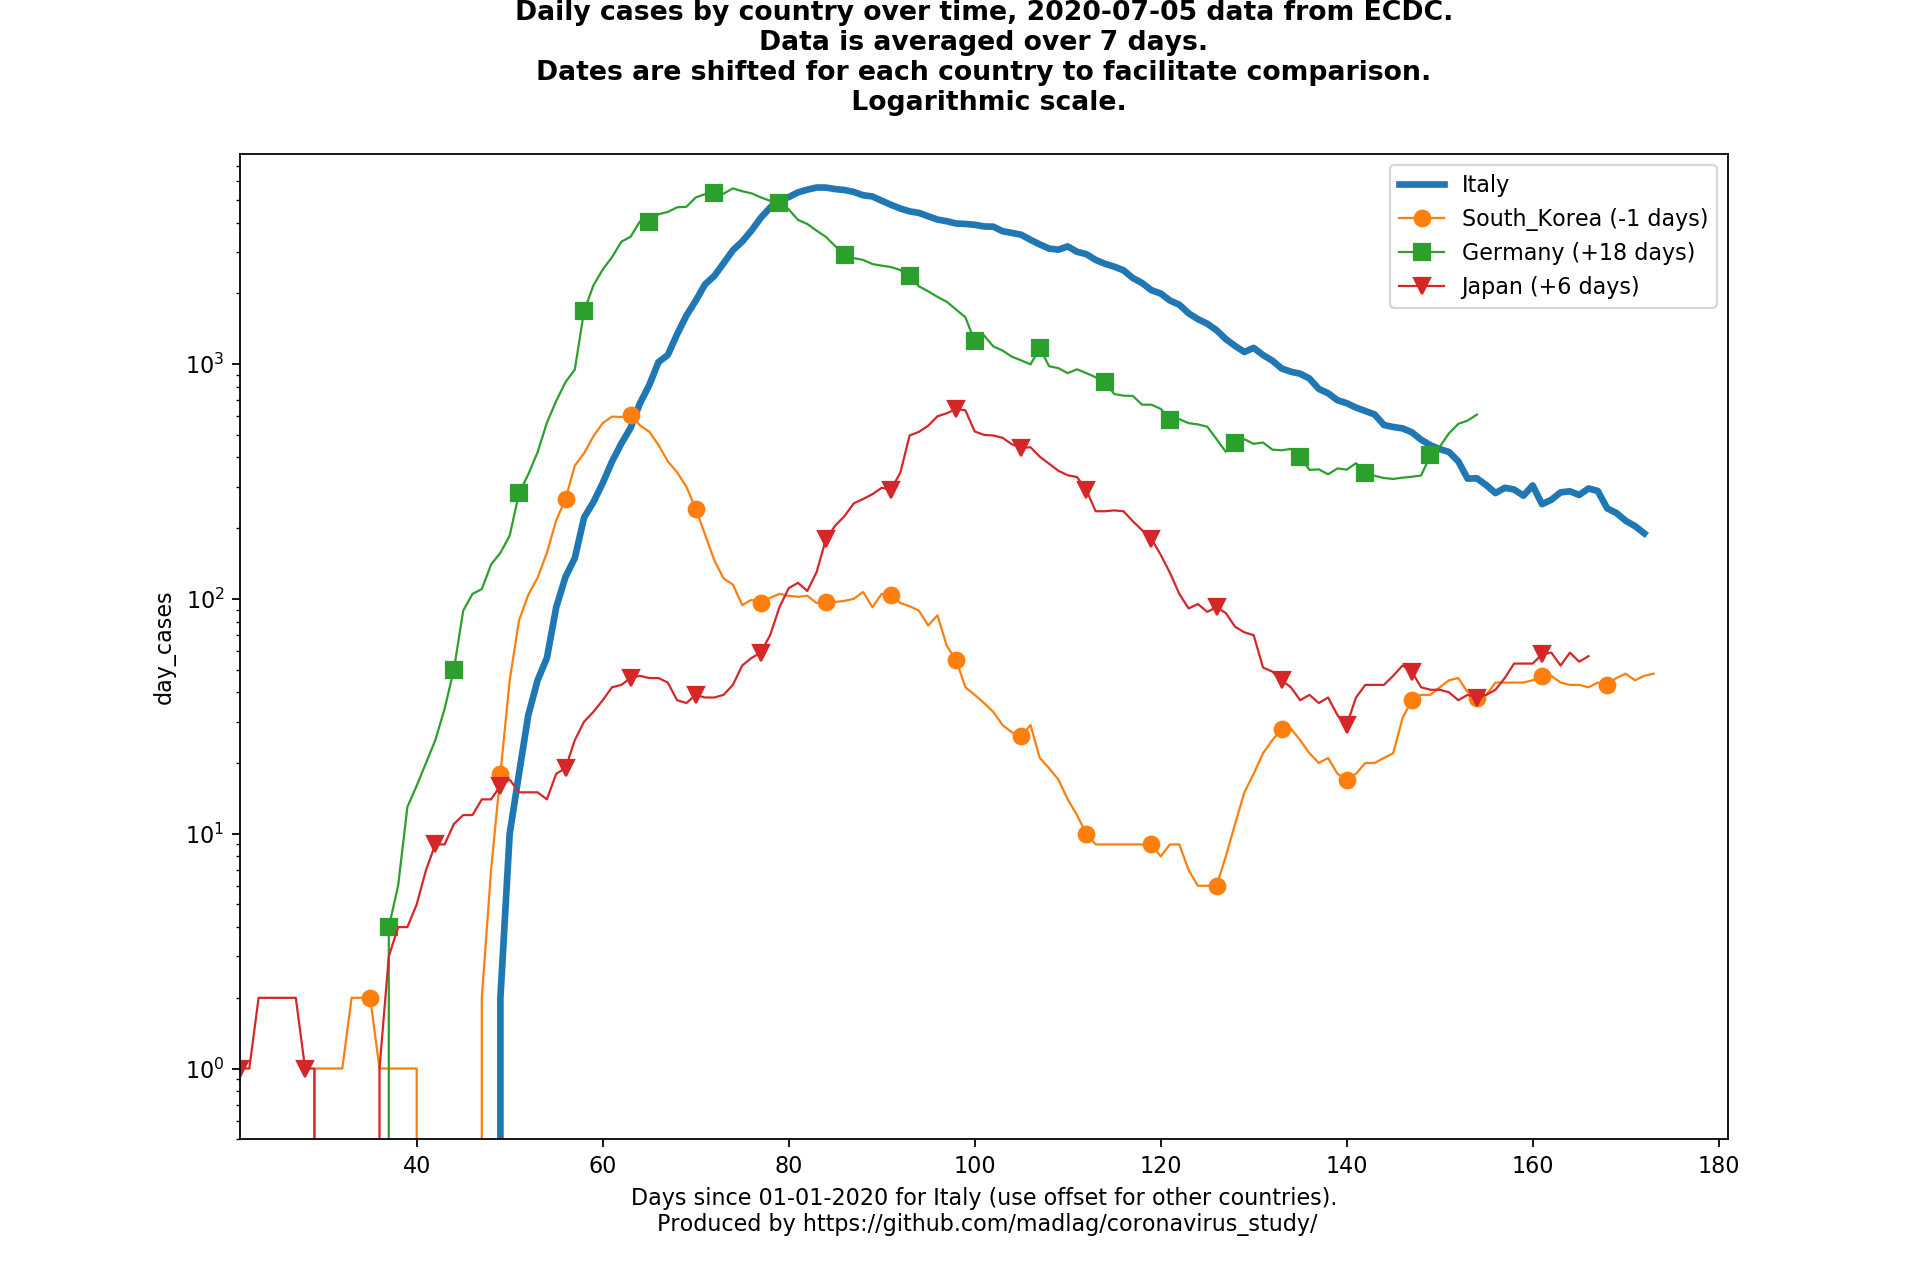 Daily cases by country over time, 2020-07-05 data from ECDC.
Data is averaged over 7 days.
Dates are shifted for each country to facilitate comparison.
Logarithmic scale.
Italy
South_Korea (-1 days)
Germany (+18 days)
Japan (+6 days)
day_cases
10³
10²
10¹
10⁰
40 60 80 100 120 140 160 180
Days since 01-01-2020 for Italy (use offset for other countries).
Produced by https://github.com/madlag/coronavirus_study/